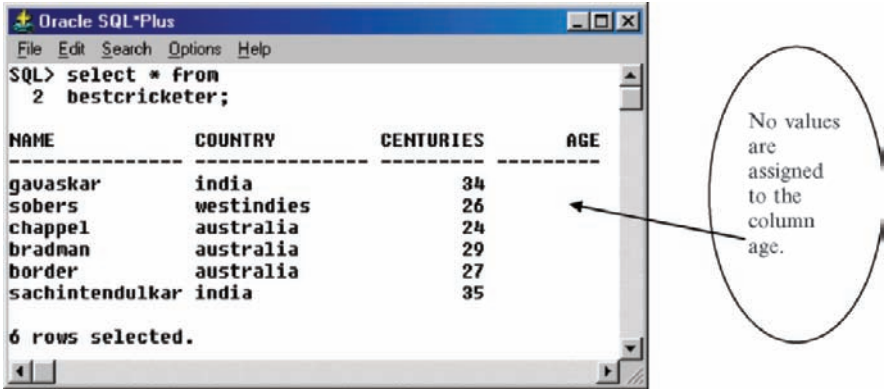 Oracle SQL*Plus
File Edit Search Options Help
SQL> select * from
2 bestcricketer;
NAME COUNTRY CENTURIES AGE
--------------- --------------- --------- ---------
gavaskar india 34
sobers westindies 26
chappel australia 24
bradman australia 29
border australia 27
sachintendulkar india 35
6 rows selected.
No values
are
assigned
to the
column
age.